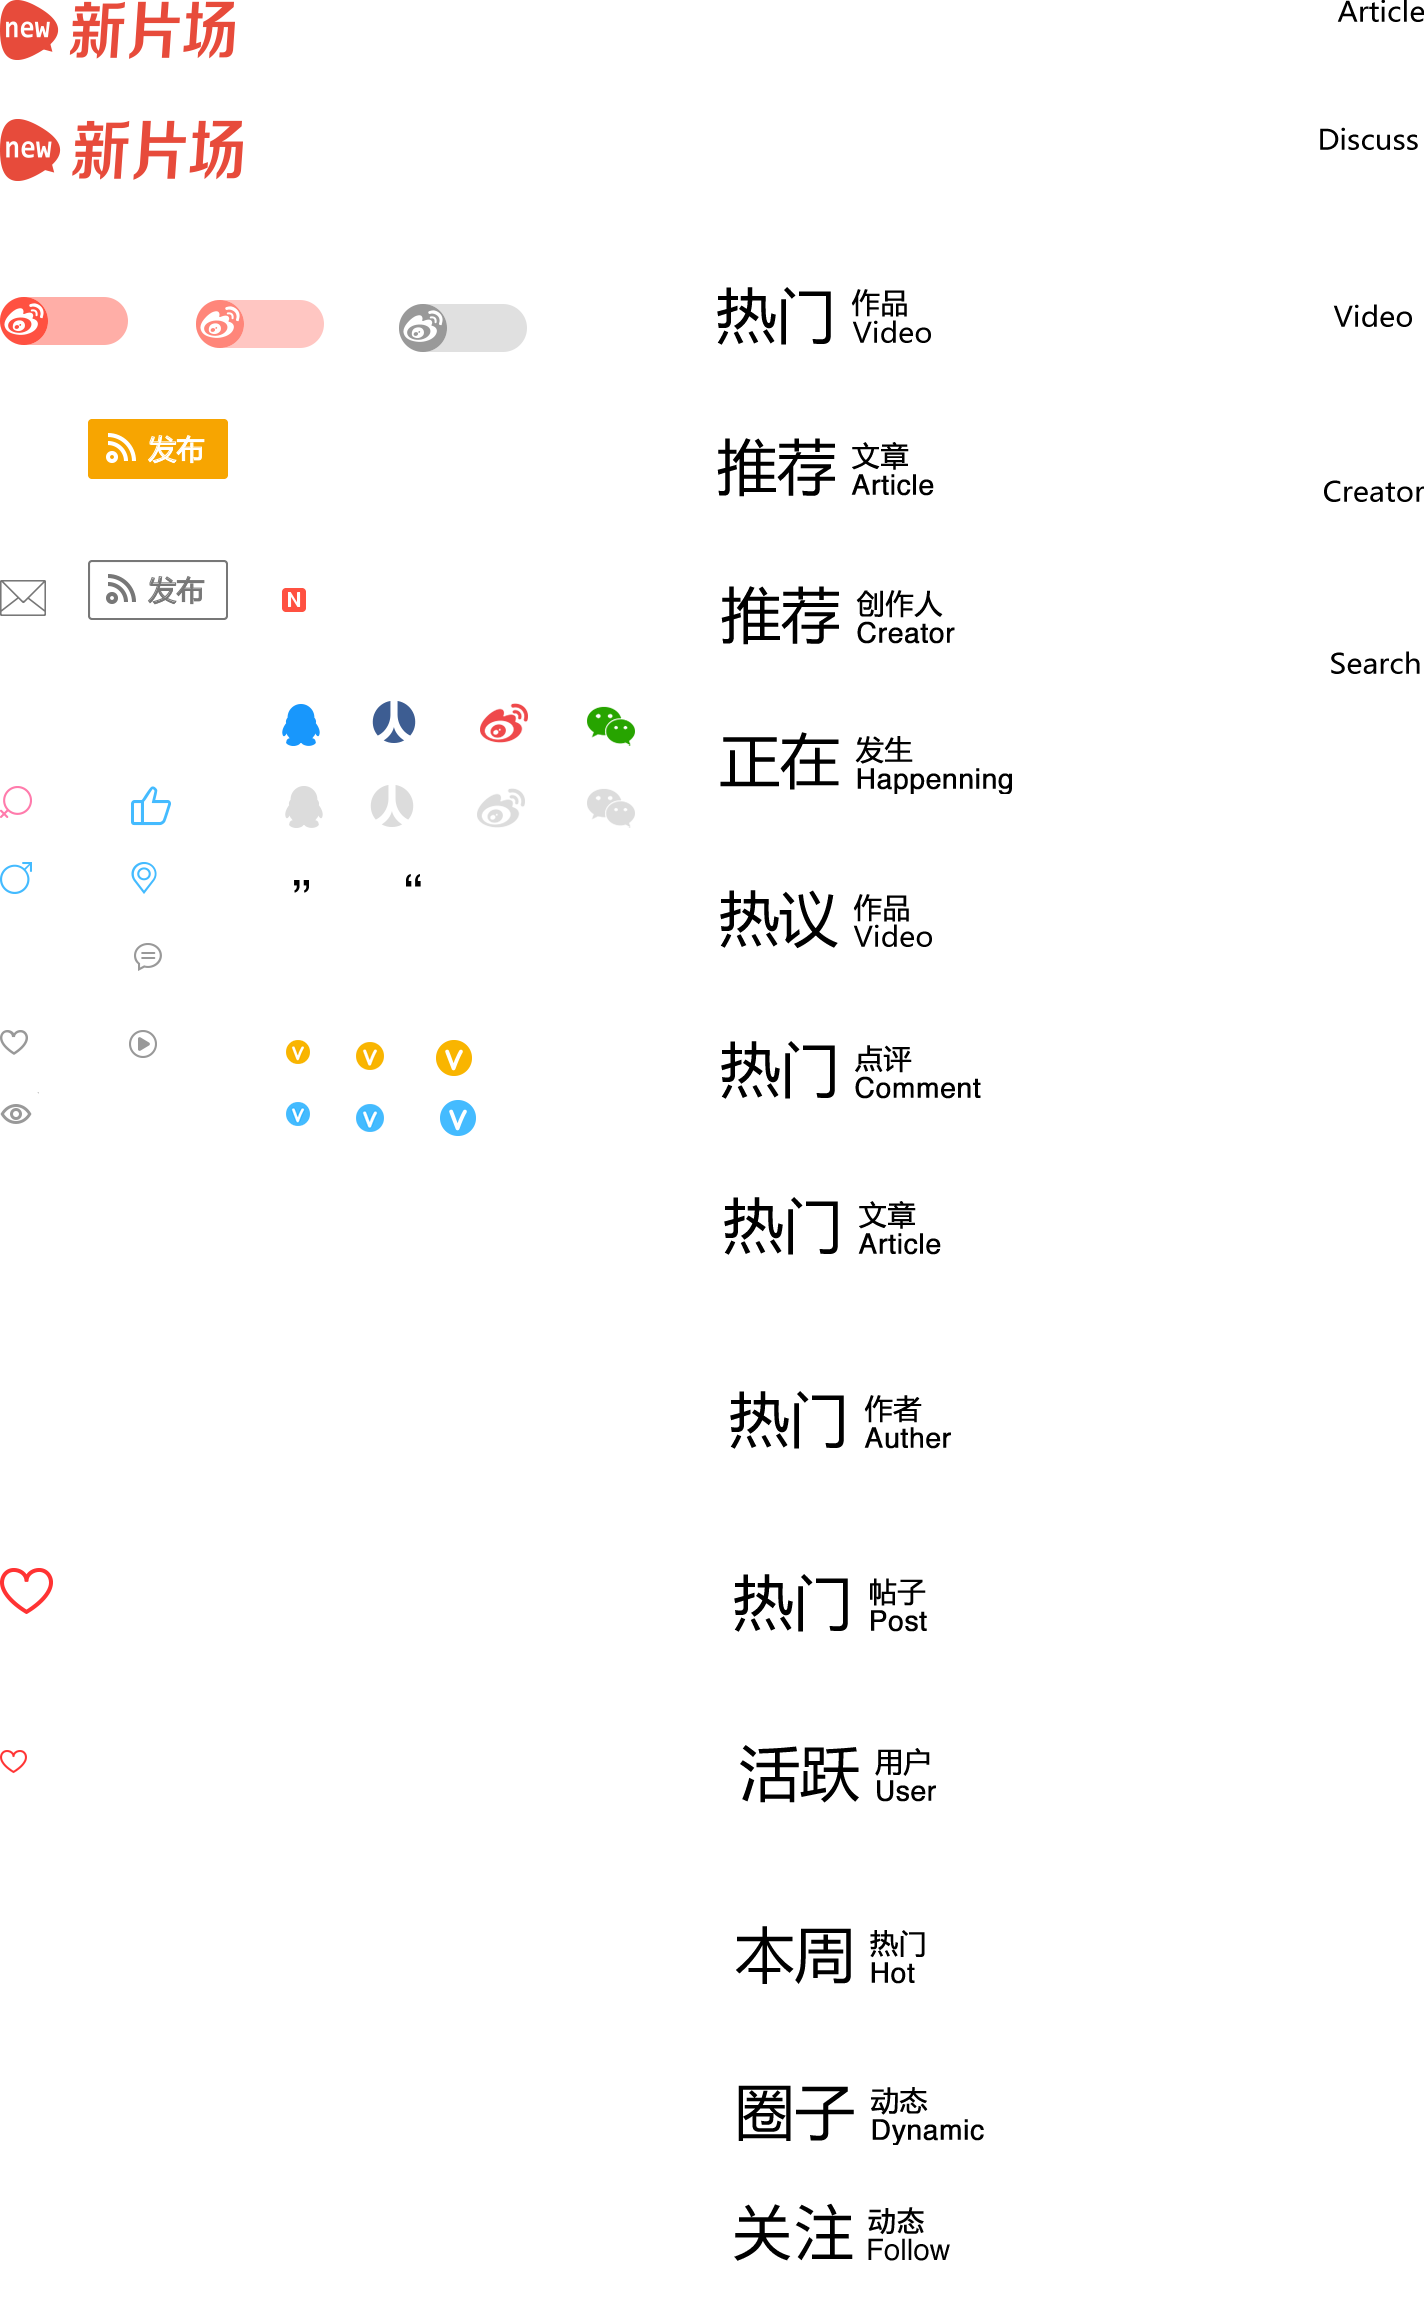 new 新片场
Article
new 新片场
Discuss
热门 作品
Video
Video
发布
推荐 文章
Article
Creator
发布
N
推荐 创作人
Creator
Search
正在 发生
Happenning
” “
热议 作品
Video
热门 点评
Comment
V V V
V V V
热门 文章
Article
热门 作者
Auther
热门 帖子
Post
活跃 用户
User
本周 热门
Hot
圈子 动态
Dynamic
关注 动态
Follow